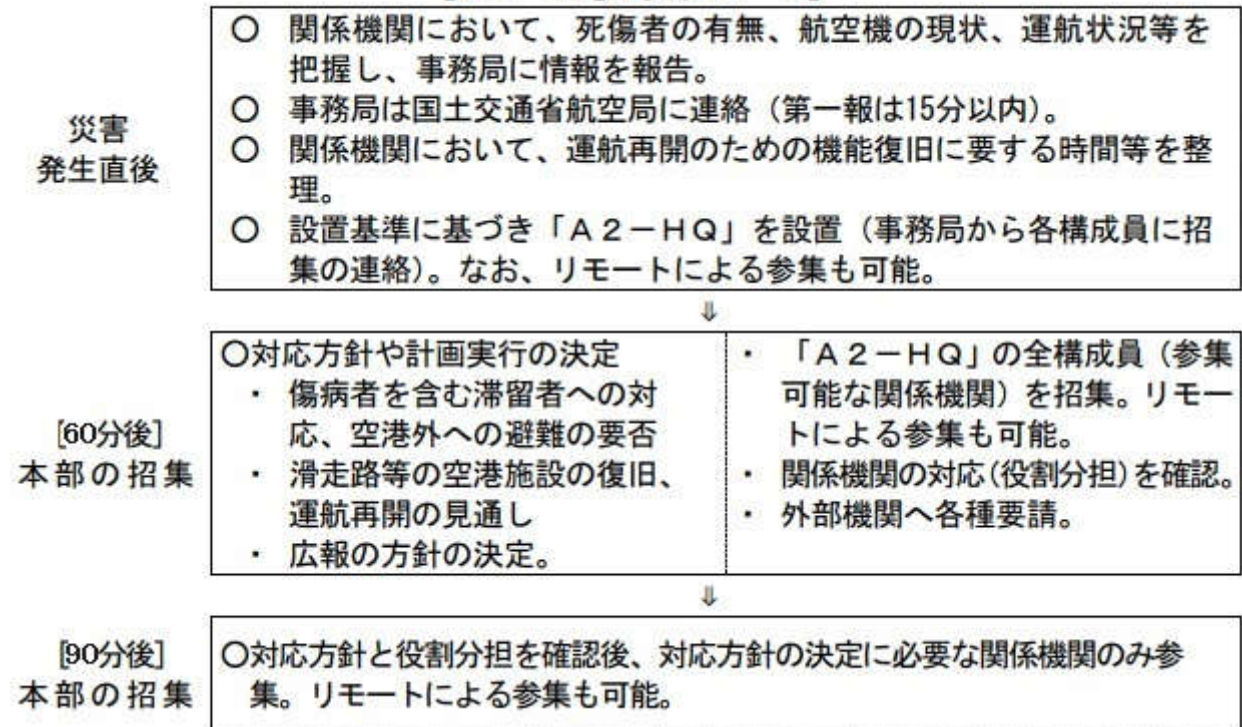 ○ 関係機関において、死傷者の有無、航空機の現状、運航状況等を
把握し、事務局に情報を報告。
○ 事務局は国土交通省航空局に連絡（第一報は15分以内）。
○ 関係機関において、運航再開のための機能復旧に要する時間等を整
理。
○ 設置基準に基づき「Ａ２－ＨＱ」を設置（事務局から各構成員に招
集の連絡）。なお、リモートによる参集も可能。
災害
発生直後
⇓
[60分後]
本部の招集
○対応方針や計画実行の決定
・ 傷病者を含む滞留者への対
応、空港外への避難の要否
・ 滑走路等の空港施設の復旧、
運航再開の見通し
・ 広報の方針の決定。
・ 「Ａ２－ＨＱ」の全構成員（参集
可能な関係機関）を招集。リモー
トによる参集も可能。
・ 関係機関の対応(役割分担)を確認。
・ 外部機関へ各種要請。
⇓
[90分後]
本部の招集
○対応方針と役割分担を確認後、対応方針の決定に必要な関係機関のみ参
集。リモートによる参集も可能。